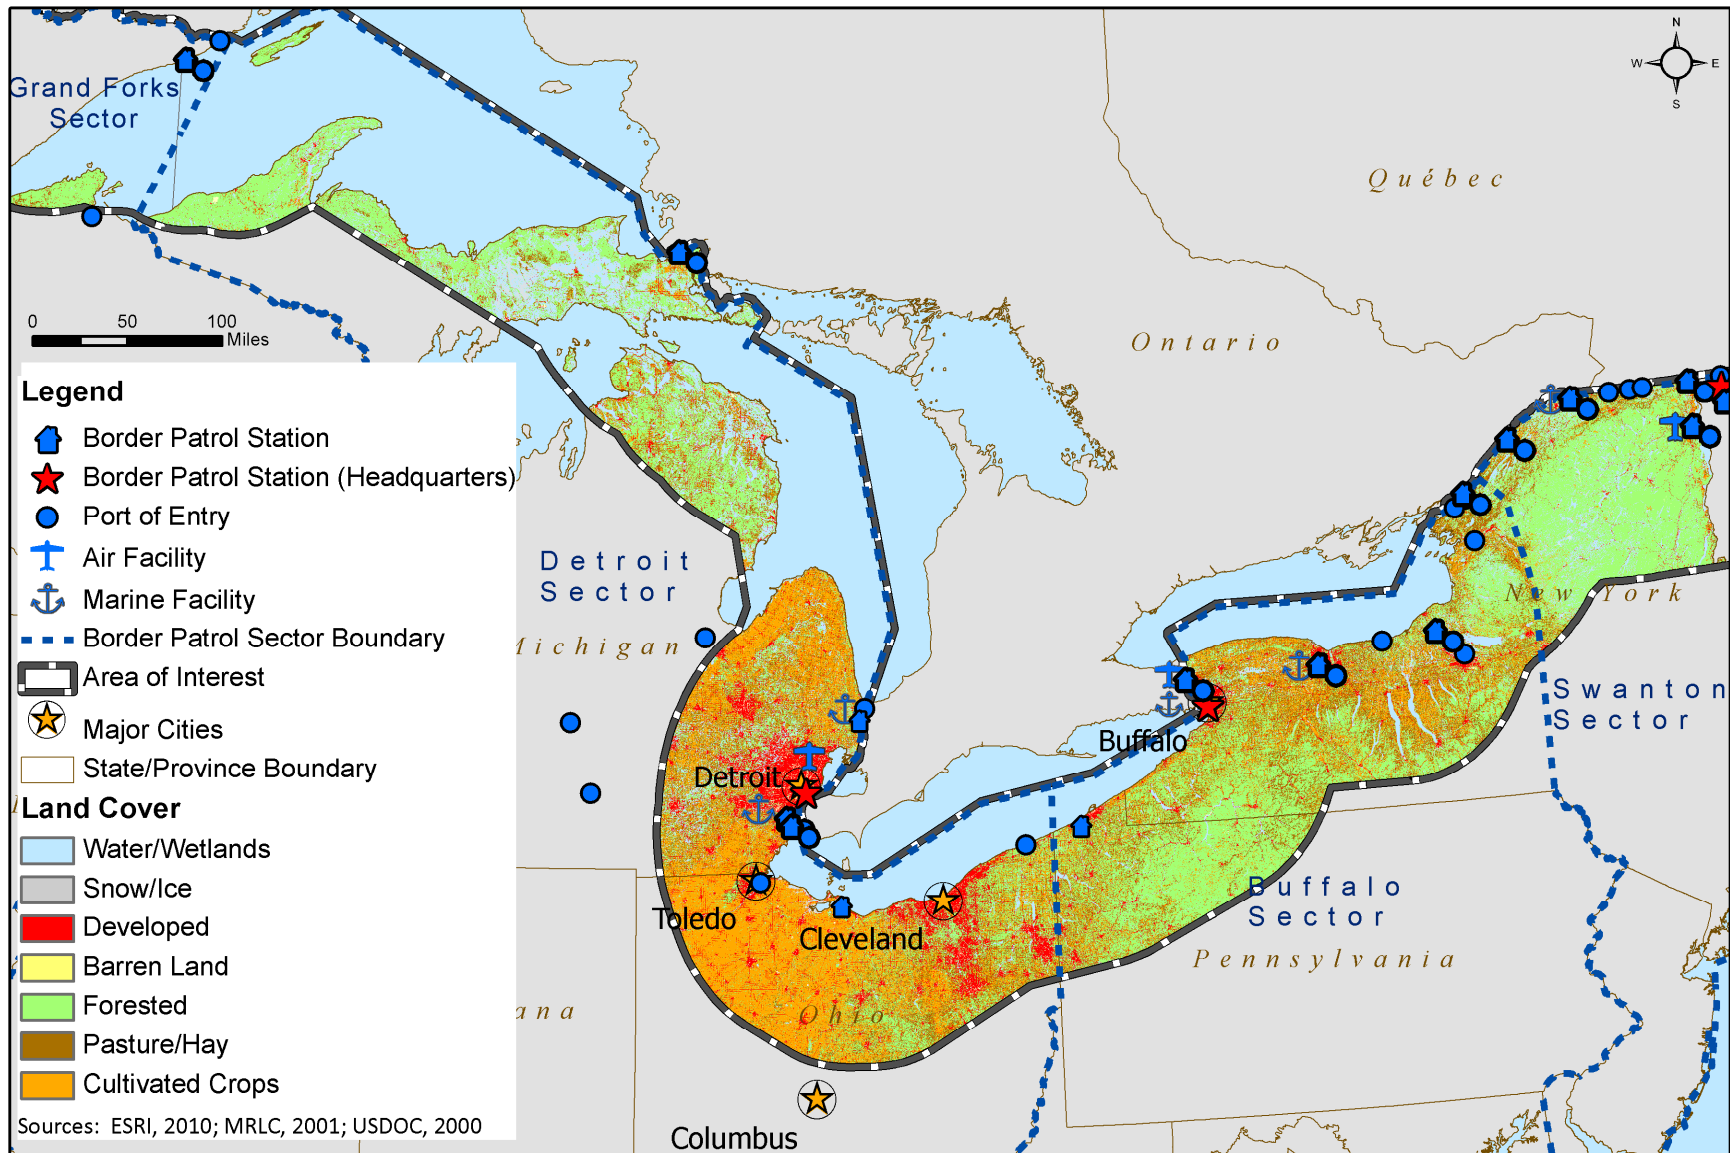 N
W
E
S
Grand Forks
Sector
Québec
Ontario
0
50
100
Miles
Legend
Border Patrol Station
Border Patrol Station (Headquarters)
Port of Entry
Air Facility
Marine Facility
Border Patrol Sector Boundary
Area of Interest
Major Cities
State/Province Boundary
Land Cover
Water/Wetlands
Snow/Ice
Developed
Barren Land
Forested
Pasture/Hay
Cultivated Crops
Sources: ESRI, 2010; MRLC, 2001; USDOC, 2000
Detroit
Sector
Michigan
New York
Swanton
Sector
Buffalo
Detroit
Toledo
Cleveland
Buffalo
Sector
Pennsylvania
ana
Ohio
Columbus